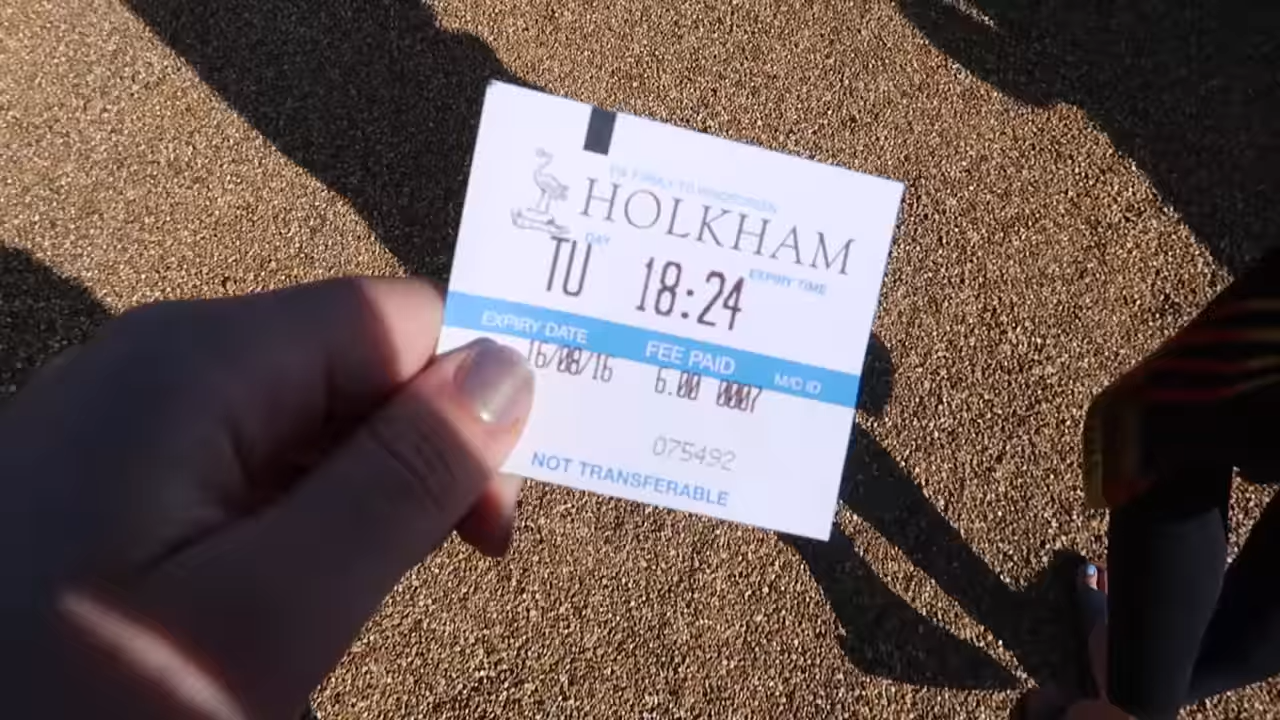 HOLKHAM
DAY
TU 18:24 EXPIRY TIME
EXPIRY DATE FEE PAID M/D ID
16/08/16 6.00 0007
075492
NOT TRANSFERABLE